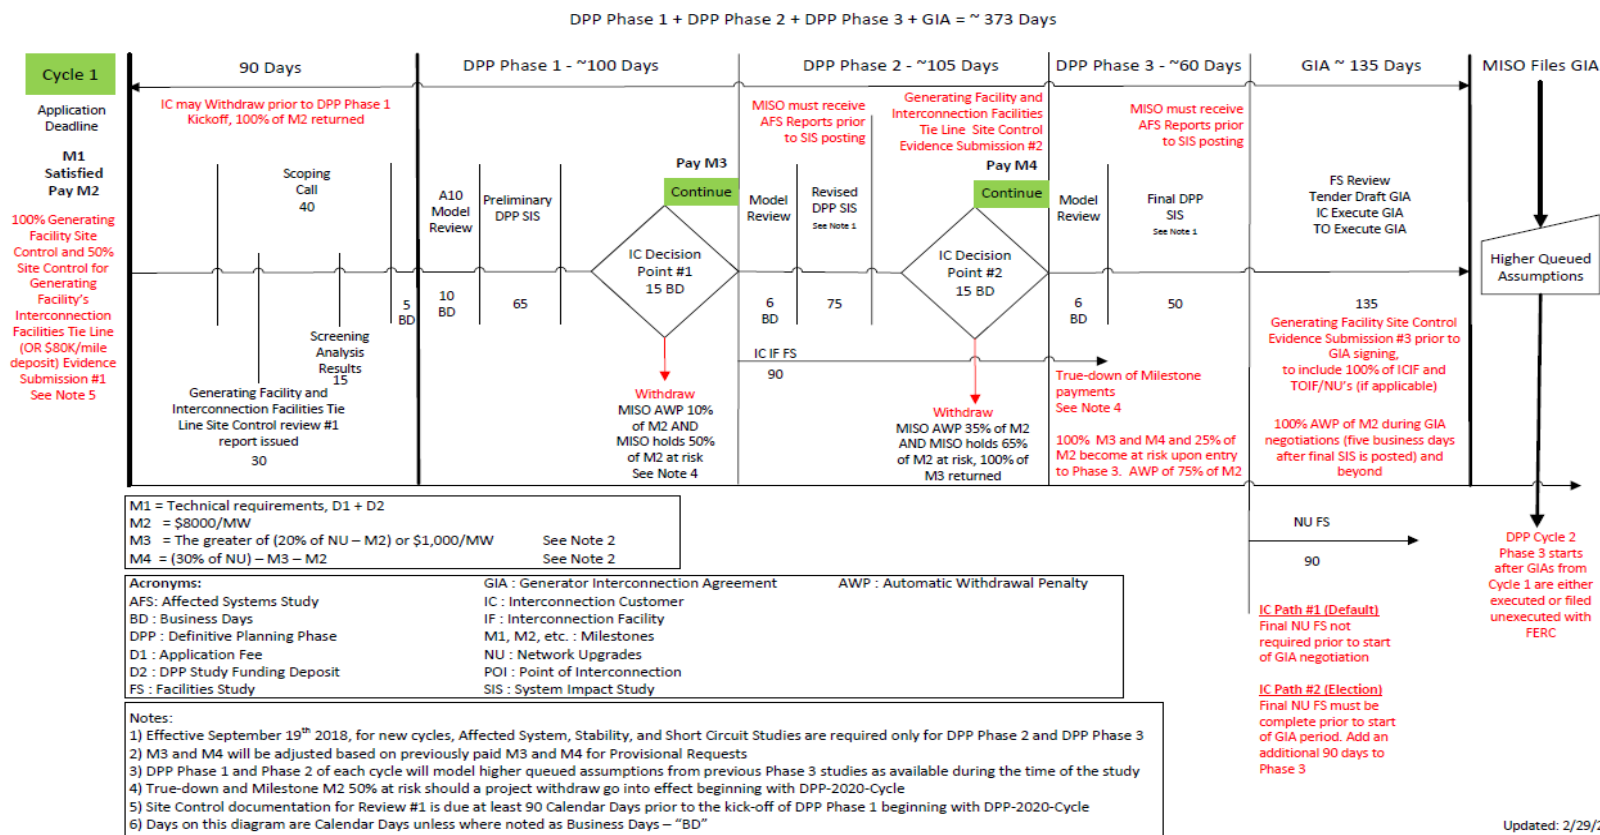 DPP Phase 1 + DPP Phase 2 + DPP Phase 3 + GIA = ~ 373 Days
Cycle 1
90 Days
DPP Phase 1 - ~100 Days
DPP Phase 2 - ~105 Days
DPP Phase 3 - ~60 Days
GIA ~ 135 Days
MISO Files GIA
Application
Deadline
M1
Satisfied
Pay M2
100% Generating
Facility Site
Control and 50%
Site Control for
Generating
Facility's
Interconnection
Facilities Tie Line
(OR $80K/mile
deposit) Evidence
Submission #1
See Note 5
IC may Withdraw prior to DPP Phase 1
Kickoff, 100% of M2 returned
Scoping
Call
40
5
BD
Screening
Analysis
Results
15
Generating Facility and
Interconnection Facilities Tie
Line Site Control review #1
report issued
30
A10
Model
Review
10
BD
Preliminary
DPP SIS
65
Pay M3
Continue
IC Decision
Point #1
15 BD
Withdraw
MISO AWP 10%
of M2 AND
MISO holds 50%
of M2 at risk
See Note 4
MISO must receive
AFS Reports prior
to SIS posting
Generating Facility and
Interconnection Facilities
Tie Line Site Control
Evidence Submission #2
Model
Review
6
BD
Revised
DPP SIS
See Note 1
75
Pay M4
Continue
IC Decision
Point #2
15 BD
IC IF FS
90
Withdraw
MISO AWP 35% of M2
AND MISO holds 65%
of M2 at risk, 100% of
M3 returned
MISO must receive
AFS Reports prior
to SIS posting
Model
Review
6
BD
Final DPP
SIS
See Note 1
50
True-down of Milestone
payments
See Note 4
100% M3 and M4 and 25% of
M2 become at risk upon entry
to Phase 3. AWP of 75% of M2
FS Review
Tender Draft GIA
IC Execute GIA
TO Execute GIA
135
Generating Facility Site Control
Evidence Submission #3 prior to
GIA signing,
to include 100% of ICIF and
TOIF/NU's (if applicable)
100% AWP of M2 during GIA
negotiations (five business days
after final SIS is posted) and
beyond
Higher Queued
Assumptions
NU FS
90
DPP Cycle 2
Phase 3 starts
after GIAs from
Cycle 1 are either
executed or filed
unexecuted with
FERC
IC Path #1 (Default)
Final NU FS not
required prior to start
of GIA negotiation
IC Path #2 (Election)
Final NU FS must be
complete prior to start
of GIA period. Add an
additional 90 days to
Phase 3
M1 = Technical requirements, D1 + D2
M2 = $8000/MW
M3 = The greater of (20% of NU – M2) or $1,000/MW See Note 2
M4 = (30% of NU) – M3 – M2 See Note 2
Acronyms: GIA : Generator Interconnection Agreement AWP : Automatic Withdrawal Penalty
AFS: Affected Systems Study IC : Interconnection Customer
BD : Business Days IF : Interconnection Facility
DPP : Definitive Planning Phase M1, M2, etc. : Milestones
D1 : Application Fee NU : Network Upgrades
D2 : DPP Study Funding Deposit POI : Point of Interconnection
FS : Facilities Study SIS : System Impact Study
Notes:
1) Effective September 19th 2018, for new cycles, Affected System, Stability, and Short Circuit Studies are required only for DPP Phase 2 and DPP Phase 3
2) M3 and M4 will be adjusted based on previously paid M3 and M4 for Provisional Requests
3) DPP Phase 1 and Phase 2 of each cycle will model higher queued assumptions from previous Phase 3 studies as available during the time of the study
4) True-down and Milestone M2 50% at risk should a project withdraw go into effect beginning with DPP-2020-Cycle
5) Site Control documentation for Review #1 is due at least 90 Calendar Days prior to the kick-off of DPP Phase 1 beginning with DPP-2020-Cycle
6) Days on this diagram are Calendar Days unless where noted as Business Days – "BD"
Updated: 2/29/2